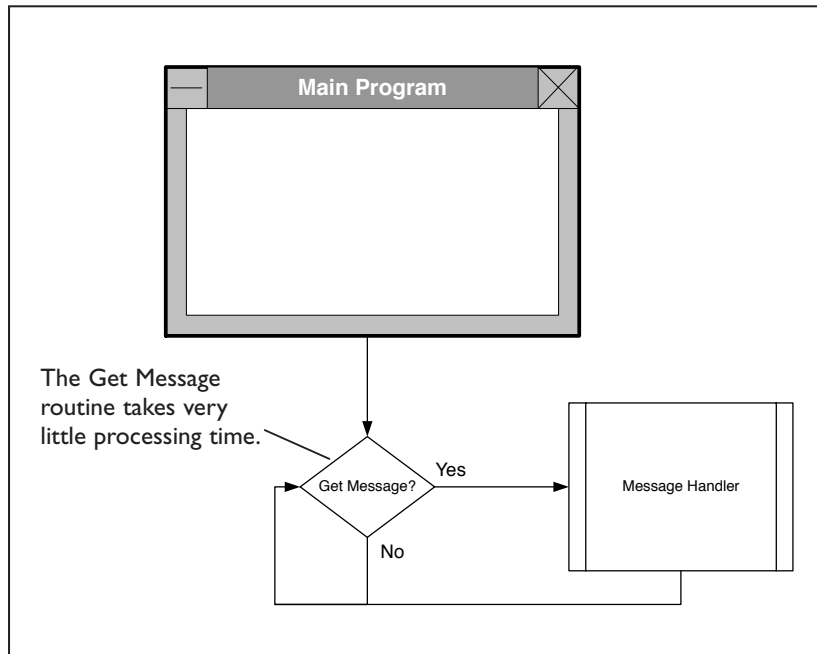 Main Program
The Get Message
routine takes very
little processing time.
Get Message?
Yes
Message Handler
No